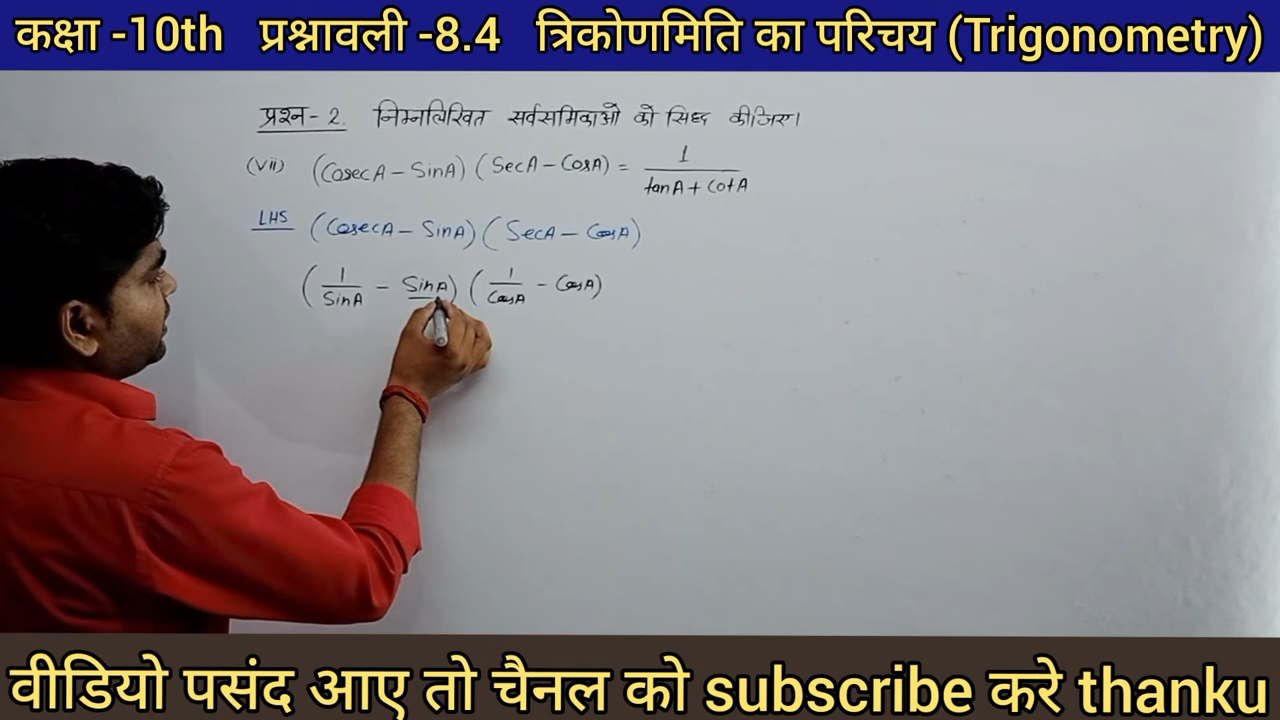 कक्षा -10th प्रश्नावली -8.4 त्रिकोणमिति का परिचय (Trigonometry)
प्रश्न- 2. निम्नलिखित सर्वसमिकाओ को सिध्द कीजिए।
(vii) (CosecA - SinA) (SecA - CosA) = 1/(tanA + CotA)
LHS (CosecA - SinA) (SecA - CosA)
(1/SinA - SinA) (1/CosA - CosA)
वीडियो पसंद आए तो चैनल को subscribe करे thanku